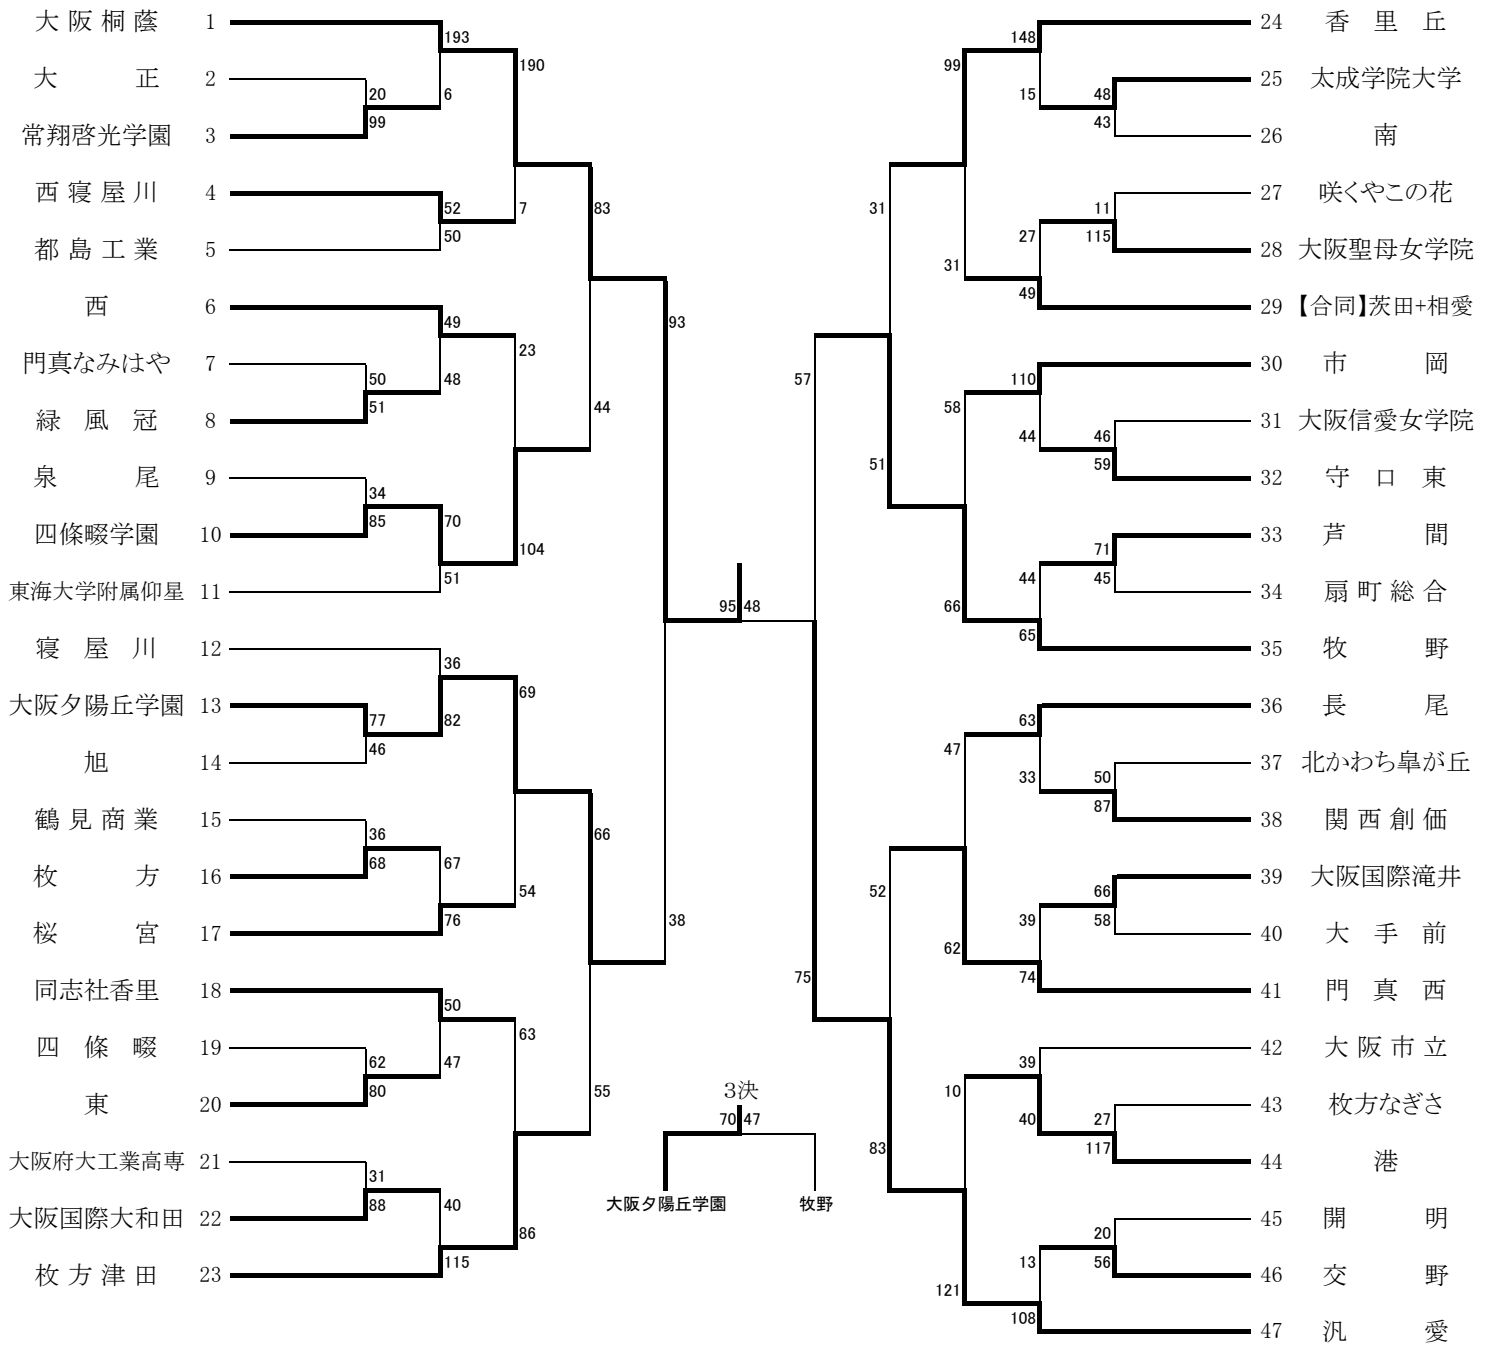 大阪桐蔭 1
193
190
大正 2
20
6
99
常翔啓光学園 3
西寝屋川 4
52
7
83
50
都島工業 5
西 6
49
23
93
門真なみはや 7
50
48
51
44
緑風冠 8
泉尾 9
34
85
70
四條畷学園 10
104
51
東海大学附属仰星 11
寝屋川 12
36
69
大阪夕陽丘学園 13
77
82
46
旭 14
鶴見商業 15
36
66
68
67
枚方 16
54
76
38
桜宮 17
同志社香里 18
50
63
四條畷 19
62
47
80
55
東 20
大阪府大工業高専 21
31
88
40
大阪国際大和田 22
86
115
枚方津田 23
95 48
3決
70 47
大阪夕陽丘学園 牧野
24 香里丘
148
99
25 太成学院大学
15
48
43
26 南
27 咲くやこの花
31
11
27
115
28 大阪聖母女学院
31
49
29 【合同】茨田+相愛
30 市岡
57
110
58
31 大阪信愛女学院
44
46
51
59
32 守口東
33 芦間
71
44
45
34 扇町総合
66
65
35 牧野
36 長尾
63
47
37 北かわち皐が丘
33
50
87
38 関西創価
39 大阪国際滝井
52
66
39
58
40 大手前
62
75
74
41 門真西
42 大阪市立
39
10
43 枚方なぎさ
40
27
83
117
44 港
45 開明
20
13
56
46 交野
121
108
47 汎愛